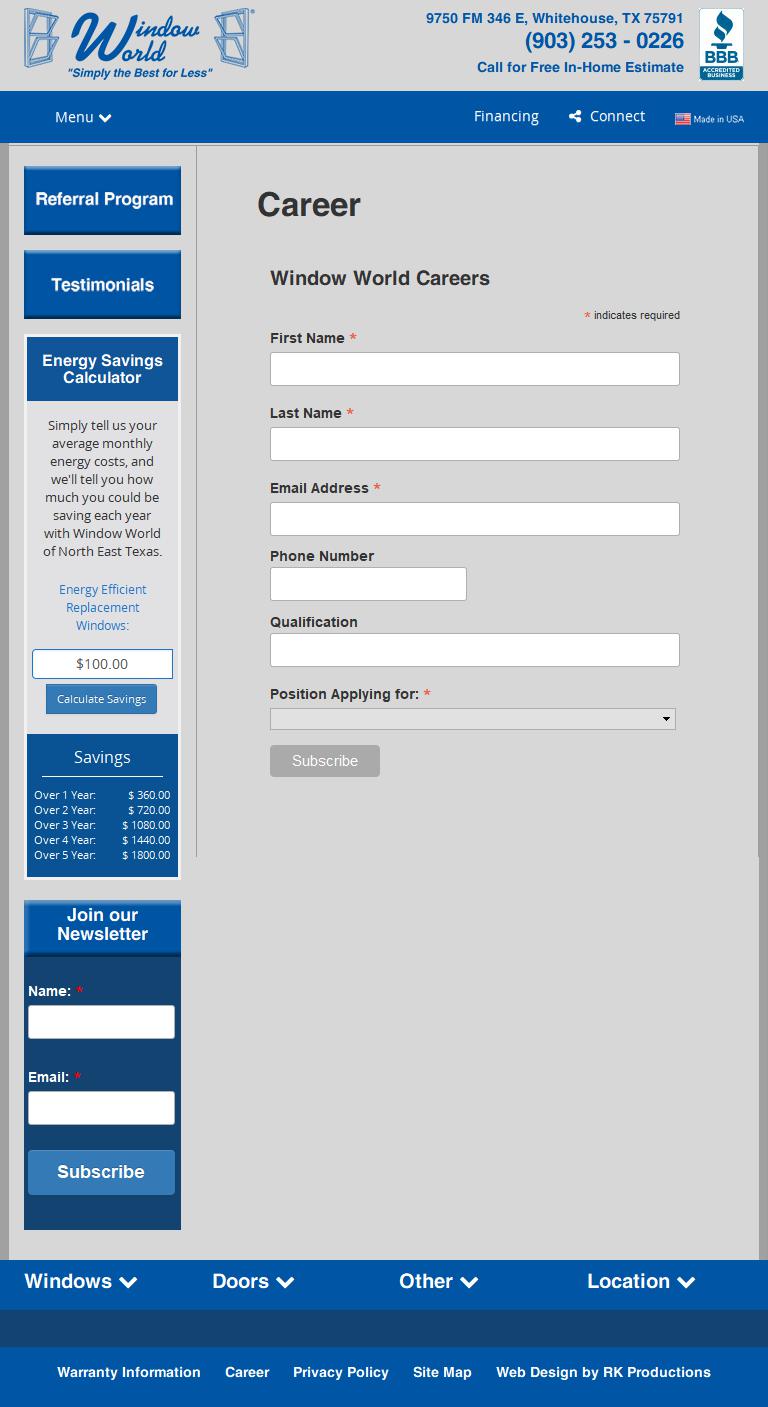 Window World ®
"Simply the Best for Less"
9750 FM 346 E, Whitehouse, TX 75791
(903) 253 - 0226
Call for Free In-Home Estimate
BBB
ACCREDITED
BUSINESS
Menu
Financing
Connect
Made in USA
Referral Program
Testimonials
Energy Savings
Calculator
Simply tell us your
average monthly
energy costs, and
we'll tell you how
much you could be
saving each year
with Window World
of North East Texas.
Energy Efficient
Replacement
Windows:
$100.00
Calculate Savings
Savings
Over 1 Year: $ 360.00
Over 2 Year: $ 720.00
Over 3 Year: $ 1080.00
Over 4 Year: $ 1440.00
Over 5 Year: $ 1800.00
Join our
Newsletter
Name: *
Email: *
Subscribe
Career
Window World Careers
* indicates required
First Name *
Last Name *
Email Address *
Phone Number
Qualification
Position Applying for: *
Subscribe
Windows
Doors
Other
Location
Warranty Information
Career
Privacy Policy
Site Map
Web Design by RK Productions